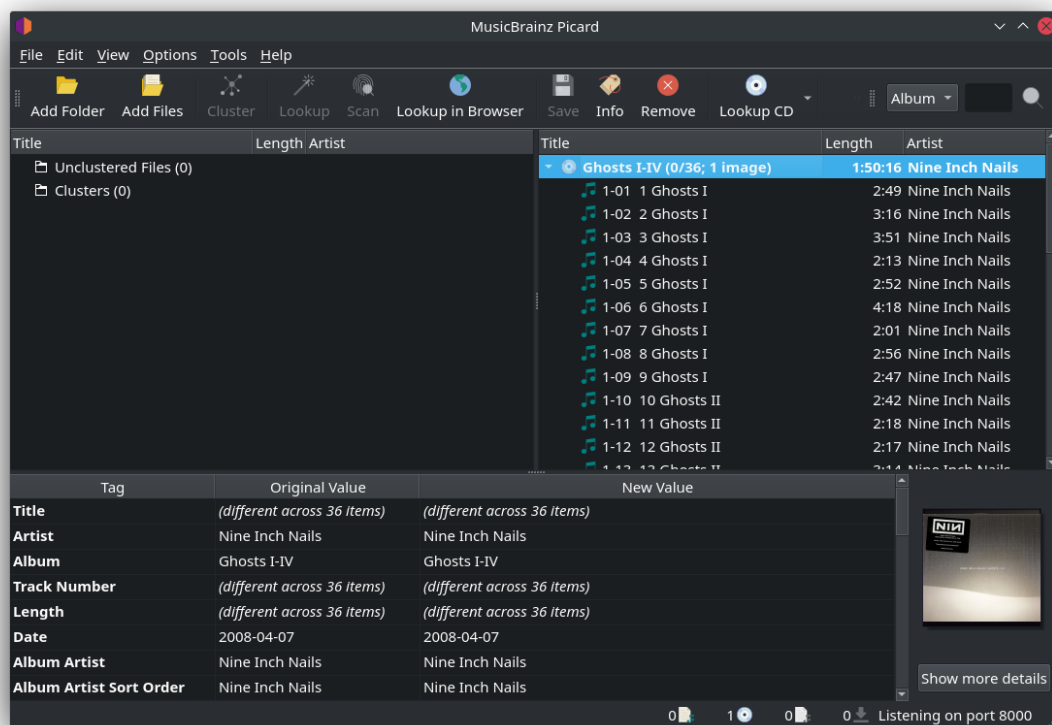 MusicBrainz Picard
File Edit View Options Tools Help
Add Folder Add Files Cluster Lookup Scan Lookup in Browser Save Info Remove Lookup CD Album
Title Length Artist
Unclustered Files (0)
Clusters (0)
Title Length Artist
Ghosts I-IV (0/36; 1 image) 1:50:16 Nine Inch Nails
1-01 1 Ghosts I 2:49 Nine Inch Nails
1-02 2 Ghosts I 3:16 Nine Inch Nails
1-03 3 Ghosts I 3:51 Nine Inch Nails
1-04 4 Ghosts I 2:13 Nine Inch Nails
1-05 5 Ghosts I 2:52 Nine Inch Nails
1-06 6 Ghosts I 4:18 Nine Inch Nails
1-07 7 Ghosts I 2:01 Nine Inch Nails
1-08 8 Ghosts I 2:56 Nine Inch Nails
1-09 9 Ghosts I 2:47 Nine Inch Nails
1-10 10 Ghosts II 2:42 Nine Inch Nails
1-11 11 Ghosts II 2:18 Nine Inch Nails
1-12 12 Ghosts II 2:17 Nine Inch Nails
1-13 13 Ghosts II 3:14 Nine Inch Nails
Tag Original Value New Value
Title (different across 36 items) (different across 36 items)
Artist Nine Inch Nails Nine Inch Nails
Album Ghosts I-IV Ghosts I-IV
Track Number (different across 36 items) (different across 36 items)
Length (different across 36 items) (different across 36 items)
Date 2008-04-07 2008-04-07
Album Artist Nine Inch Nails Nine Inch Nails
Album Artist Sort Order Nine Inch Nails Nine Inch Nails
NIN
Show more details
0 1 0 0 Listening on port 8000